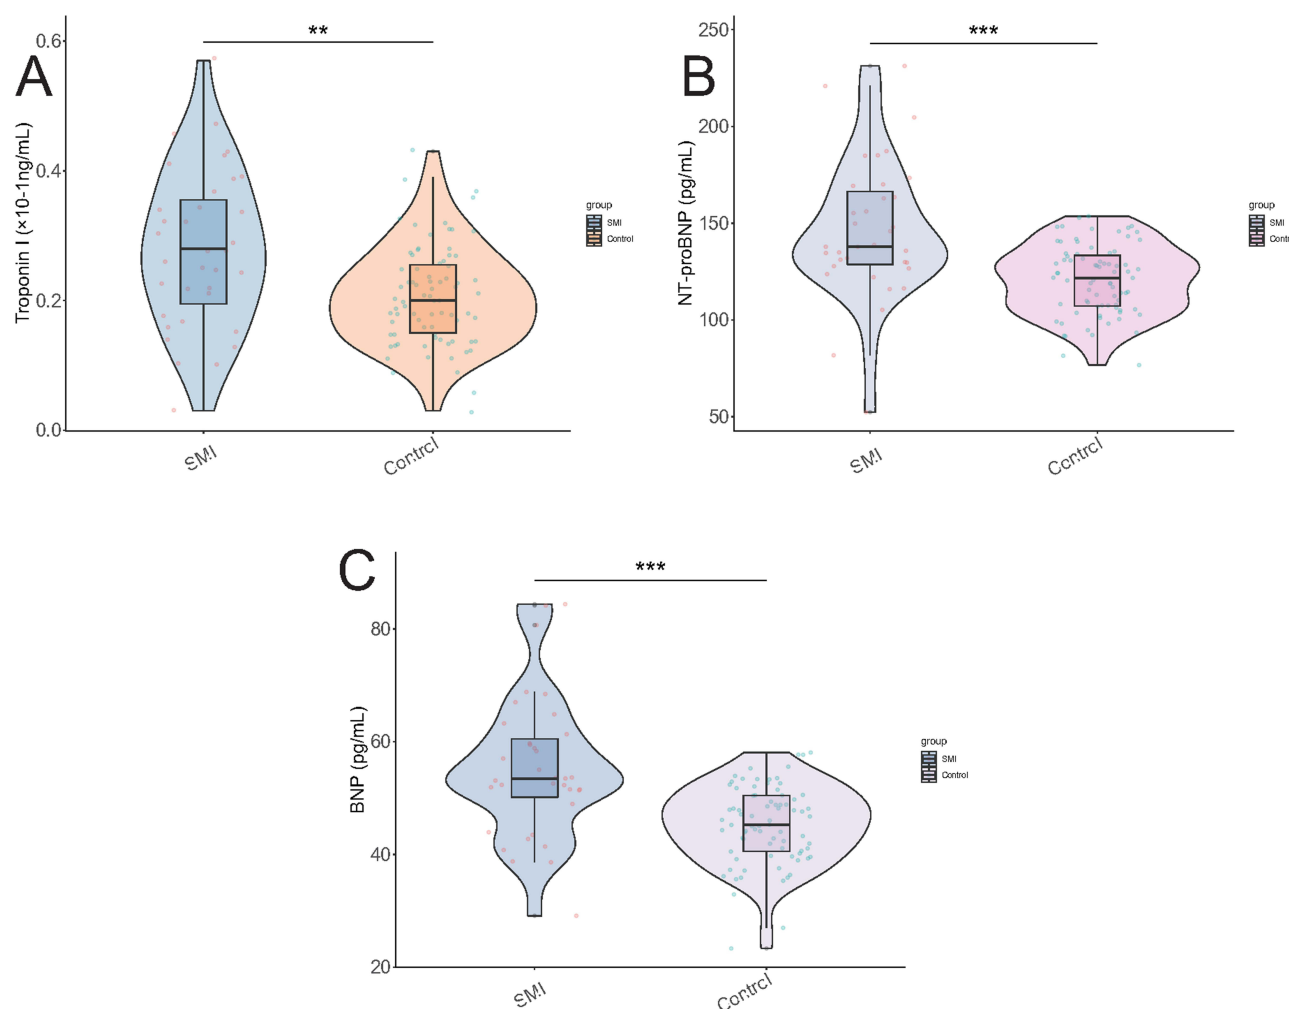 A
**
0.6
0.4
0.2
0.0
Troponin I (×10-1ng/mL)
SMI
Control
group
SMI
Control
B
***
250
200
150
100
50
NT-proBNP (pg/mL)
SMI
Control
group
SMI
Contr
C
***
80
60
40
20
BNP (pg/mL)
SMI
Control
group
SMI
Control